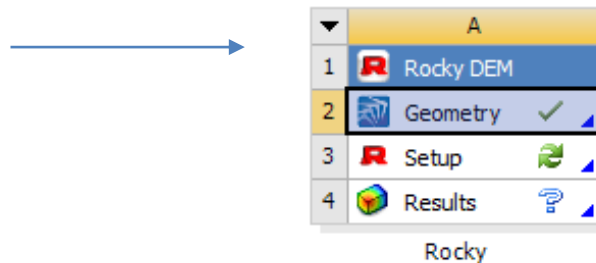 A
1 Rocky DEM
2 Geometry
3 Setup
4 Results
Rocky